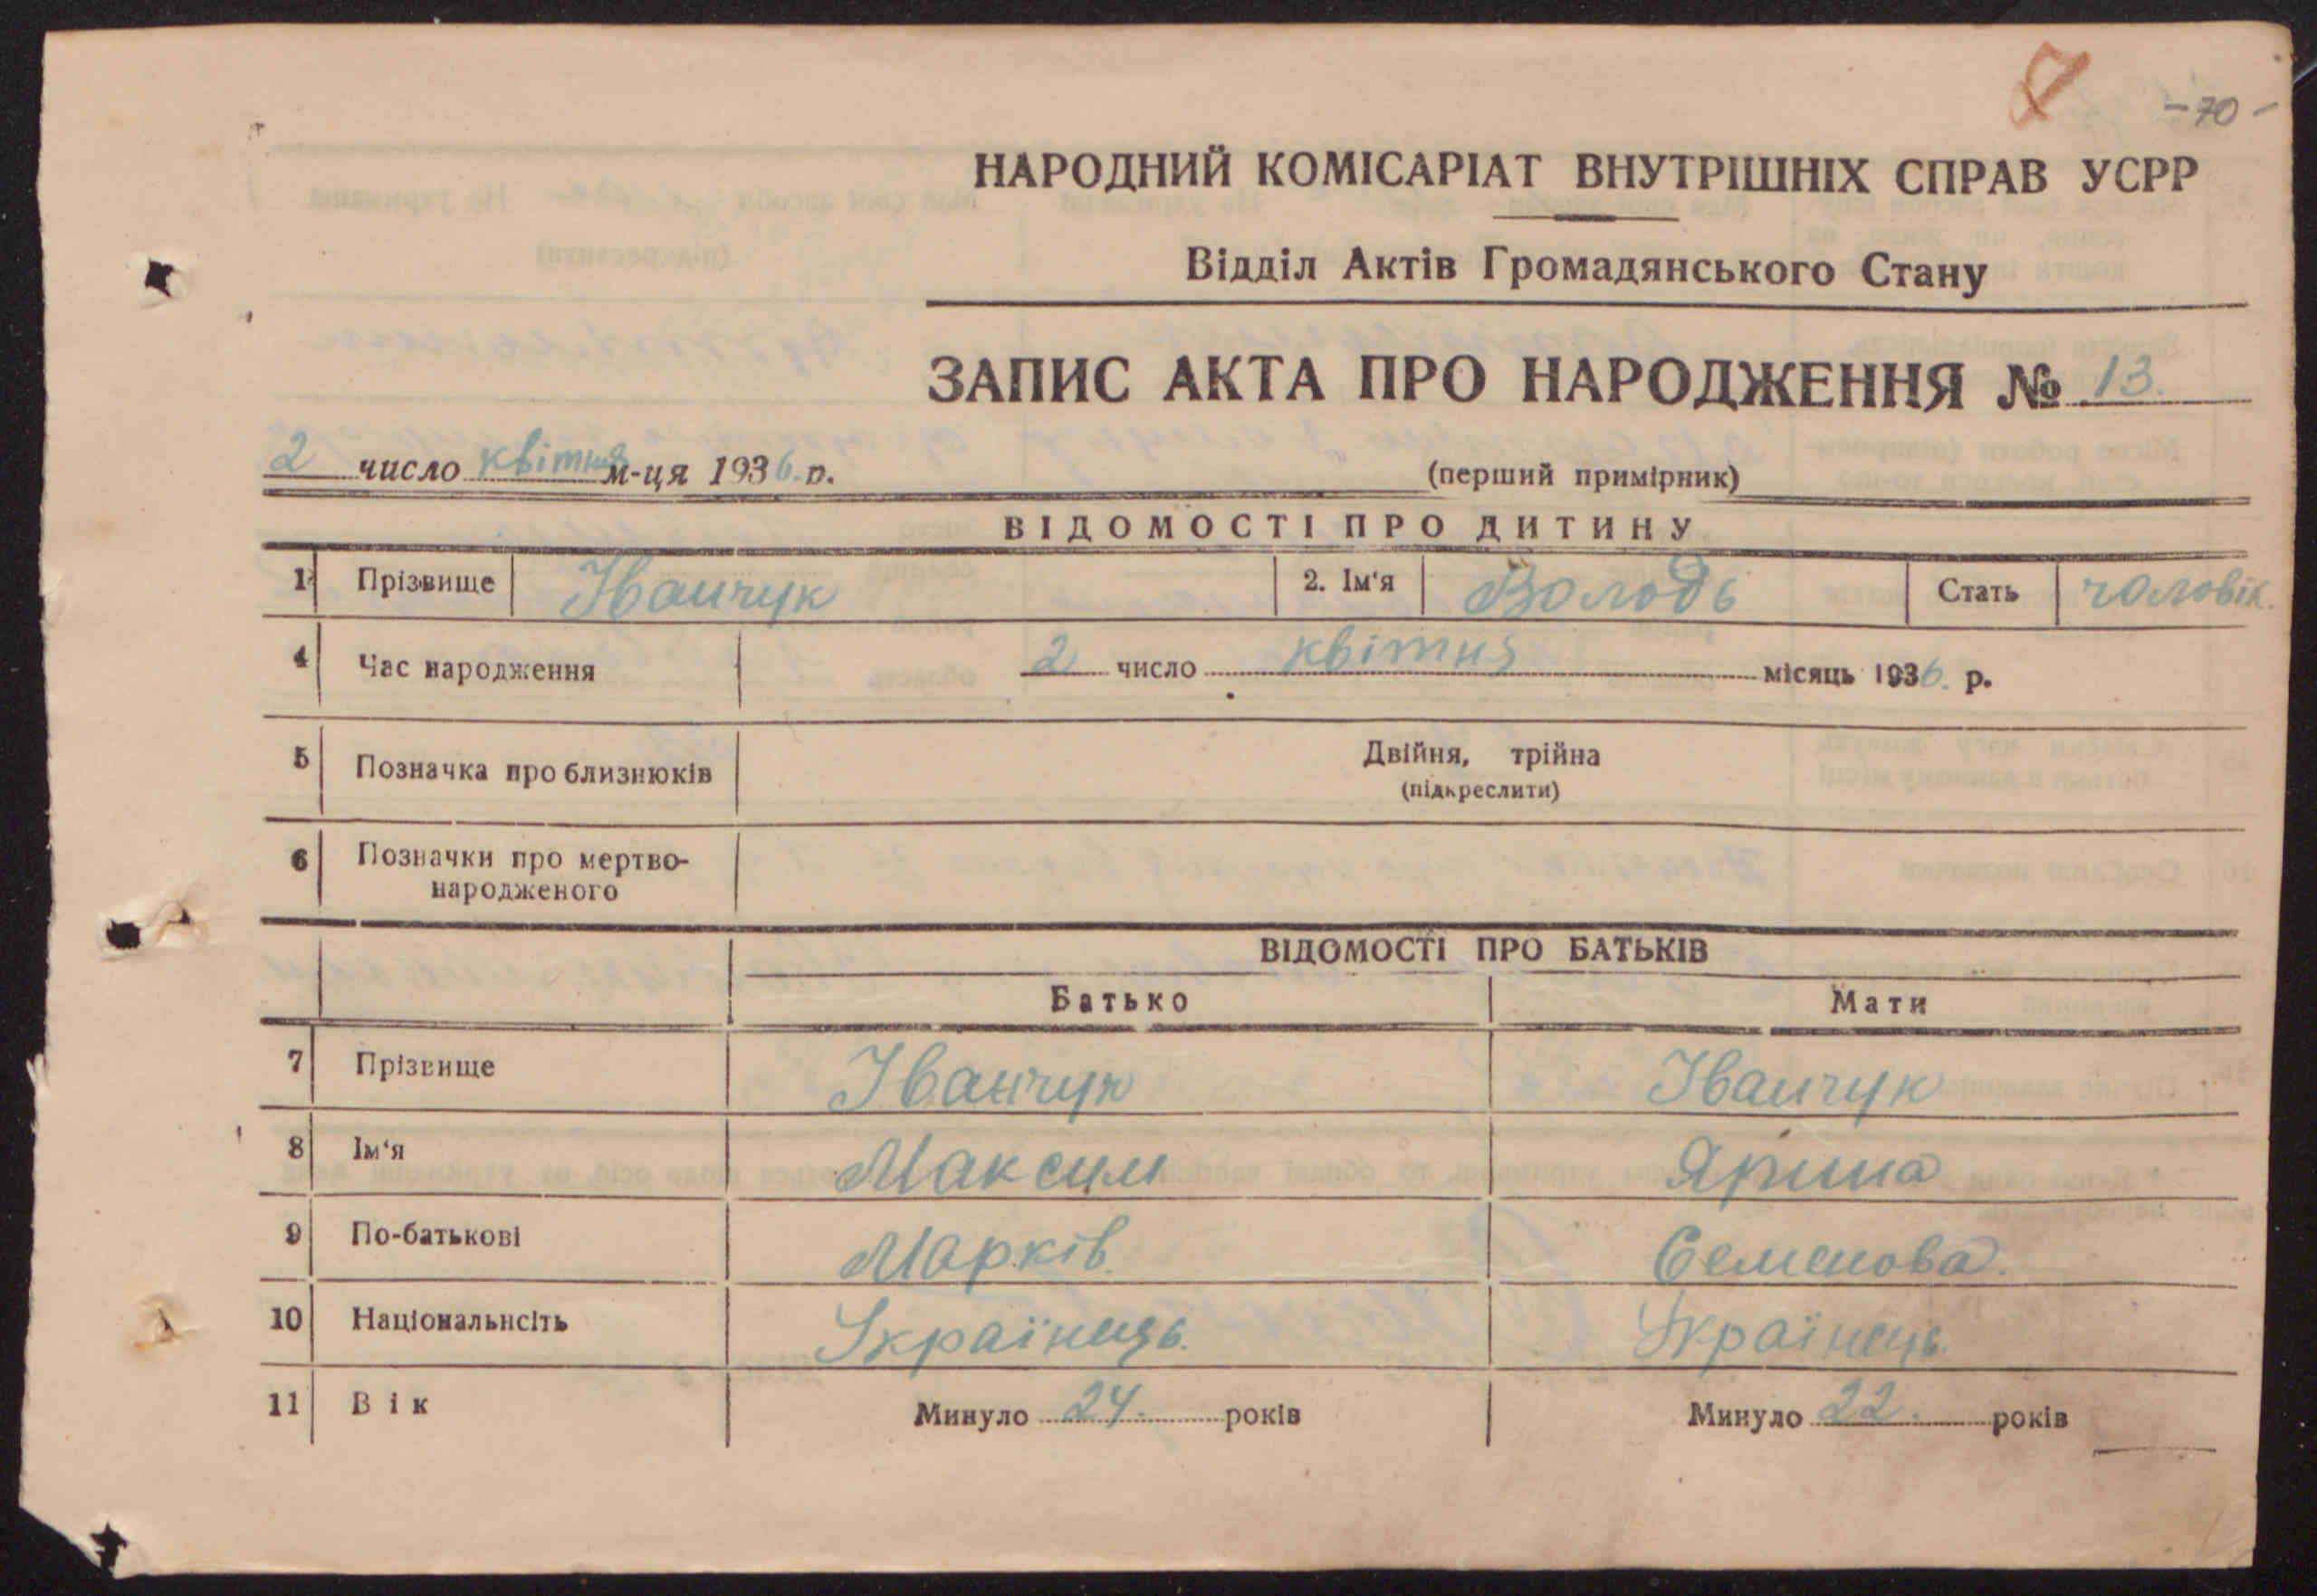 - 70 -
НАРОДНИЙ КОМІСАРІАТ ВНУТРІШНІХ СПРАВ УСРР
Відділ Актів Громадянського Стану
ЗАПИС АКТА ПРО НАРОДЖЕННЯ № 13.
2 число квітня м-ця 1936. р.
(перший примірник)
ВІДОМОСТІ ПРО ДИТИНУ
1 Прізвище Іванчук 2. Ім'я Володь Стать чоловік.
4 Час народження 2 число квітня місяць 1936. р.
5 Позначка про близнюків Двійня, трійна
(підкреслити)
6 Позначки про мертво-
народженого
ВІДОМОСТІ ПРО БАТЬКІВ
Батько Мати
7 Прізвище Іванчук Іванчук
8 Ім'я Максим Ярина
9 По-батькові Марків. Семенова.
10 Національнсіть Українець. Українець.
11 Вік Минуло 24. років Минуло 22. років